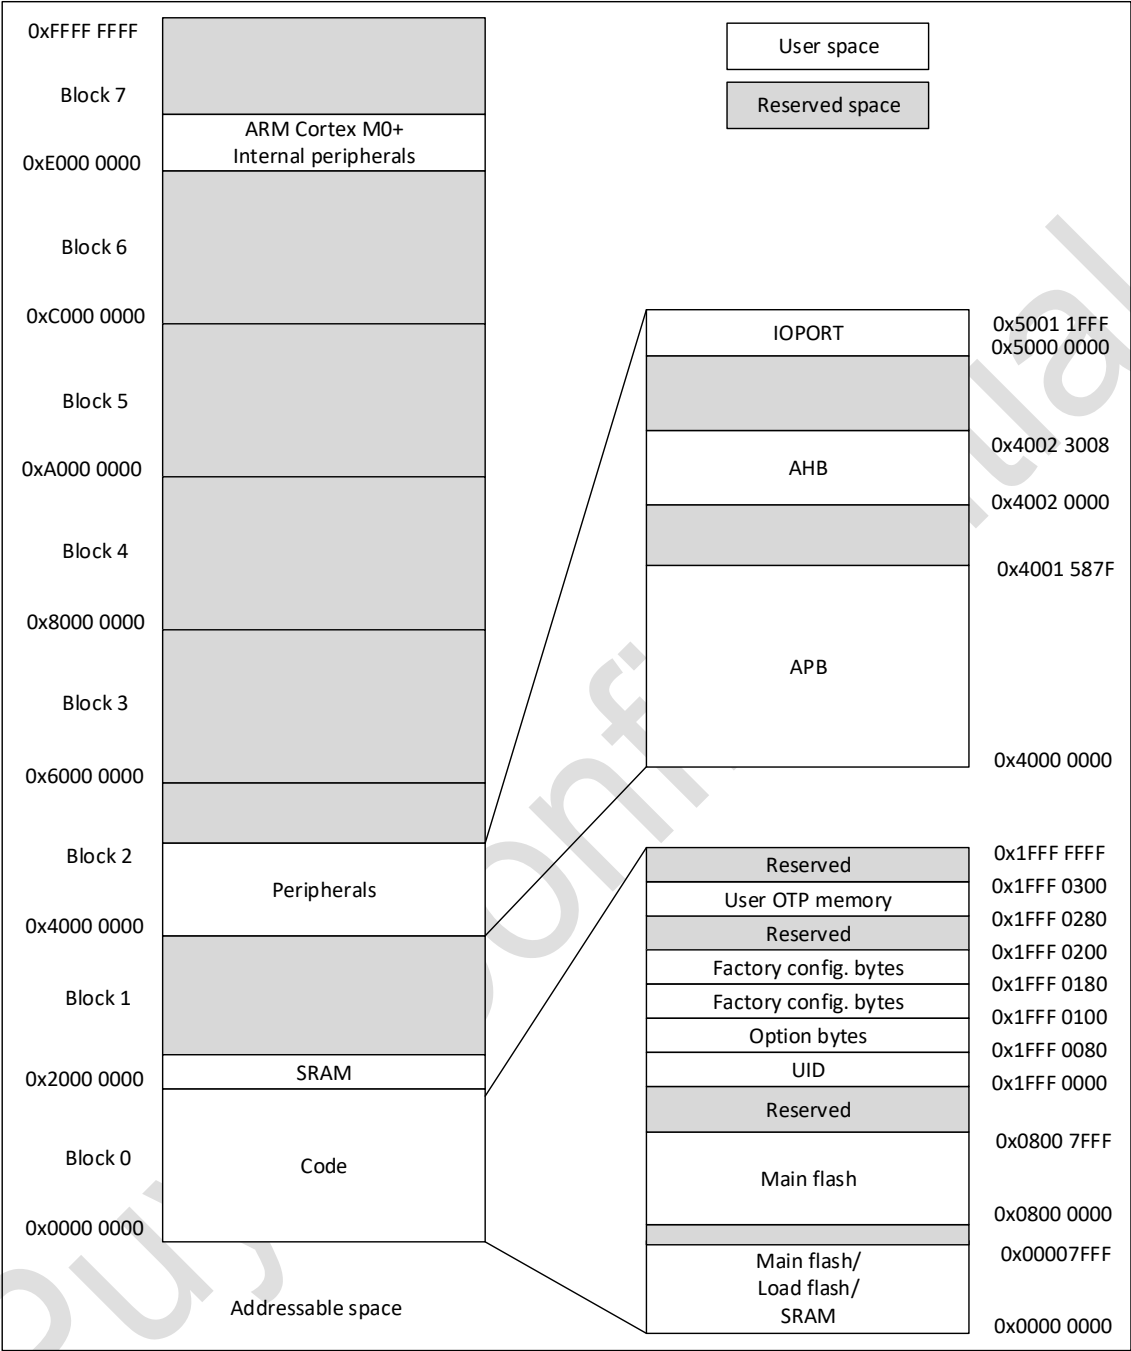 0xFFFF FFFF
Block 7
ARM Cortex M0+
Internal peripherals
0xE000 0000
Block 6
0xC000 0000
Block 5
0xA000 0000
Block 4
0x8000 0000
Block 3
0x6000 0000
Block 2
Peripherals
0x4000 0000
Block 1
0x2000 0000
SRAM
Block 0
Code
0x0000 0000
Addressable space
User space
Reserved space
IOPORT
0x5001 1FFF
0x5000 0000
0x4002 3008
AHB
0x4002 0000
0x4001 587F
APB
0x4000 0000
0x1FFF FFFF
Reserved
0x1FFF 0300
User OTP memory
0x1FFF 0280
Reserved
0x1FFF 0200
Factory config. bytes
0x1FFF 0180
Factory config. bytes
0x1FFF 0100
Option bytes
0x1FFF 0080
UID
0x1FFF 0000
Reserved
0x0800 7FFF
Main flash
0x0800 0000
0x00007FFF
Main flash/
Load flash/
SRAM
0x0000 0000